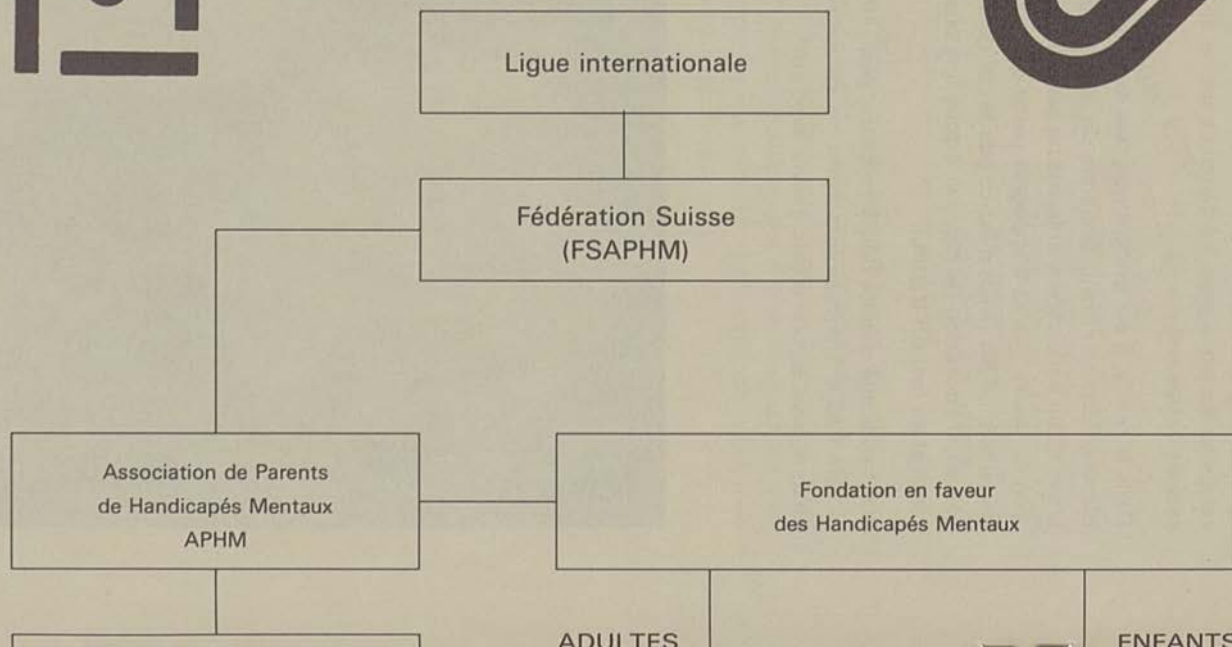 Ligue internationale
Fédération Suisse
(FSAPHM)
Association de Parents
de Handicapés Mentaux
APHM
Fondation en faveur
des Handicapés Mentaux
ADULTES
ENFANTS